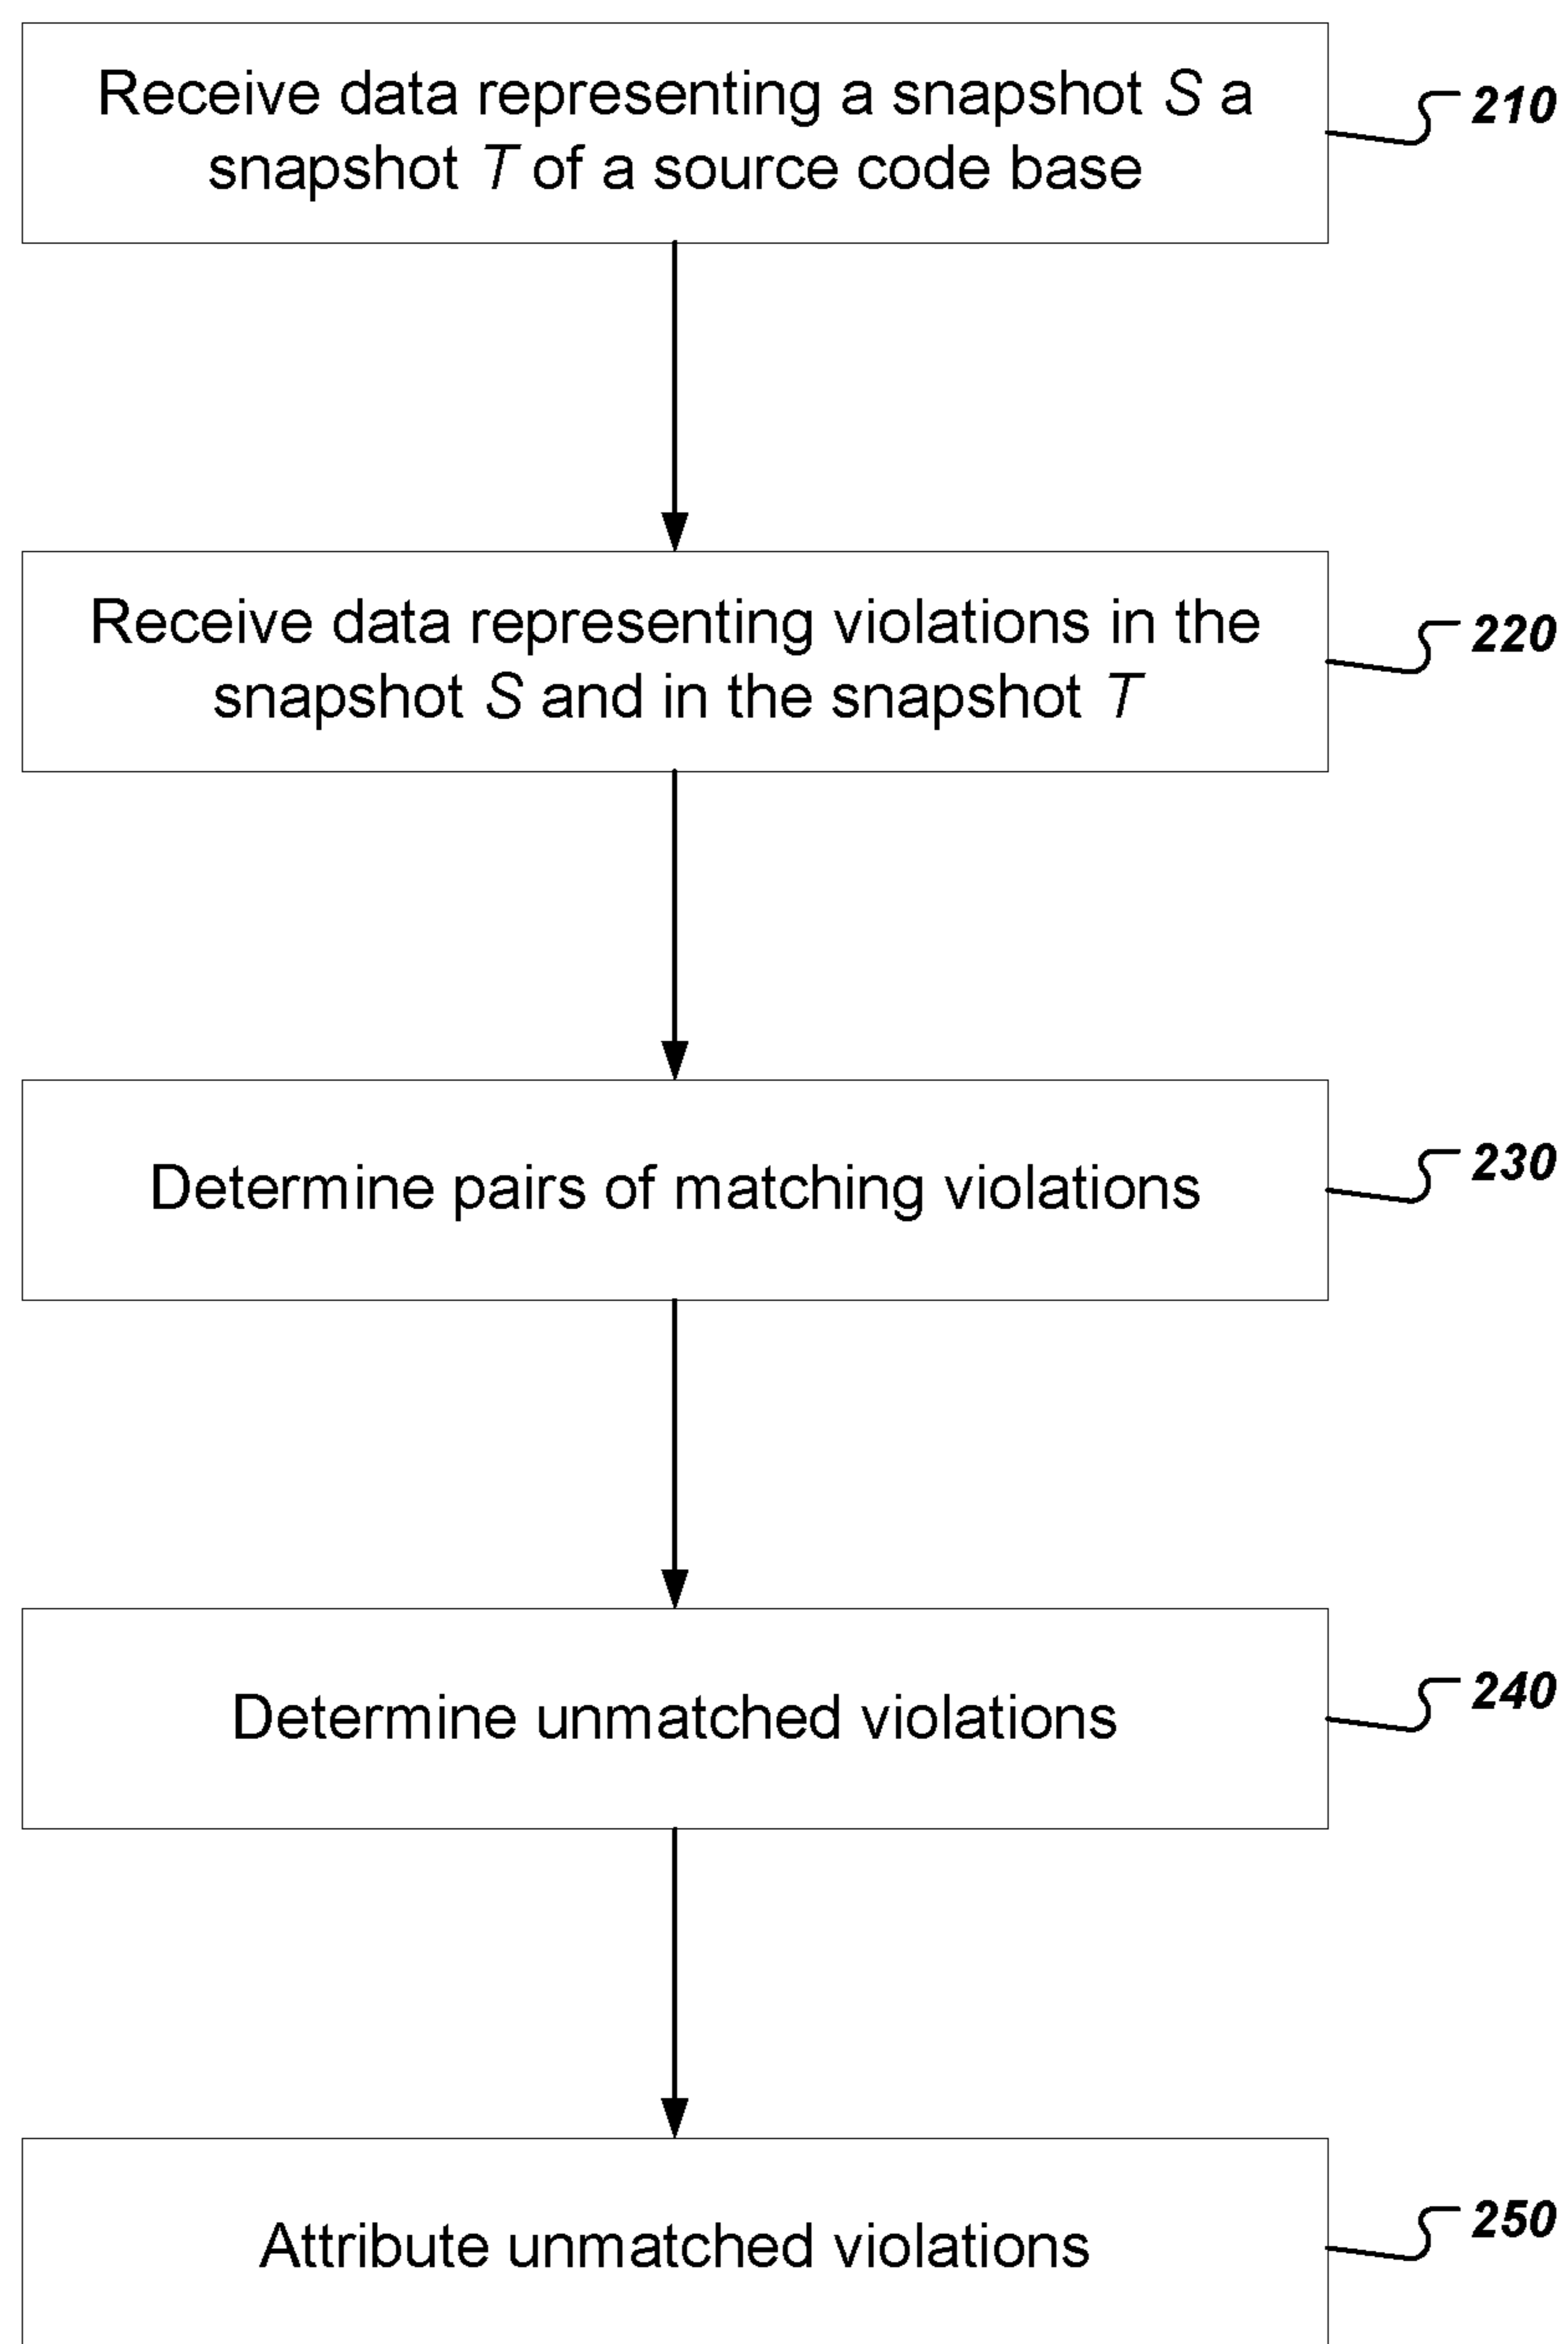 Receive data representing a snapshot S a
snapshot T of a source code base
210
Receive data representing violations in the
snapshot S and in the snapshot T
220
Determine pairs of matching violations
230
Determine unmatched violations
240
Attribute unmatched violations
250